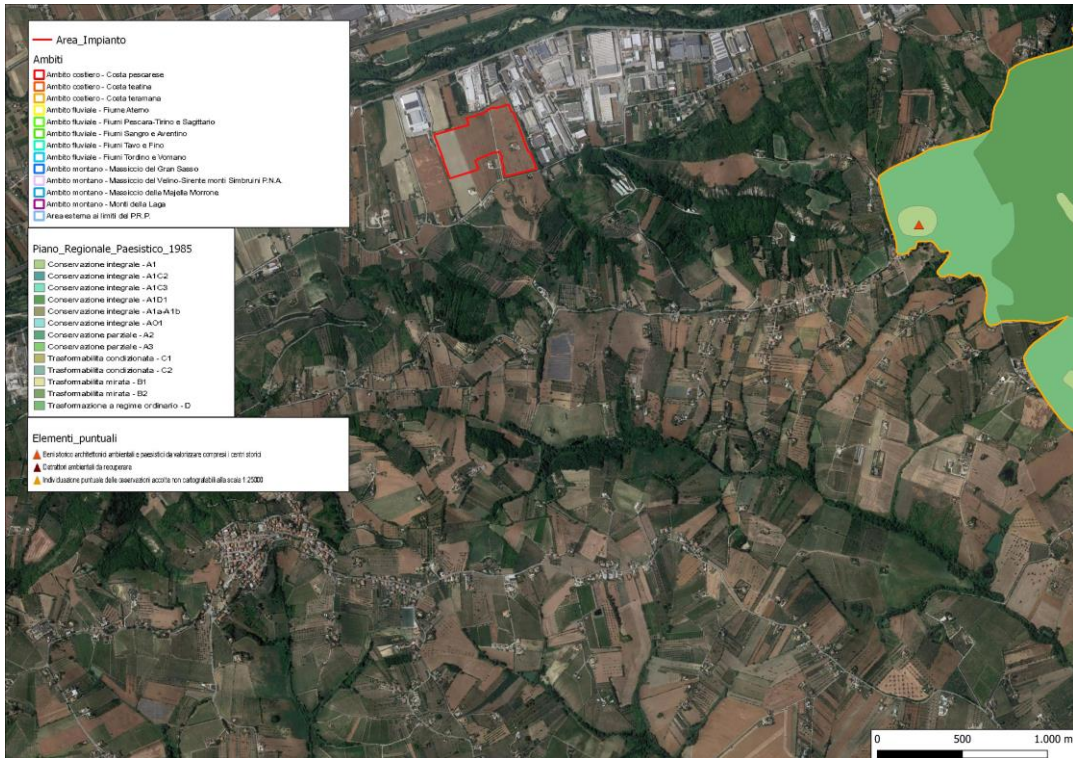 Area_Impianto
Ambiti
Ambito costiero - Costa pescarese
Ambito costiero - Costa teatina
Ambito costiero - Costa teramana
Ambito fluviale - Fiume Aterno
Ambito fluviale - Fiumi Pescara-Tirino e Sagittario
Ambito fluviale - Fiumi Sangro e Aventino
Ambito fluviale - Fiumi Tavo e Fino
Ambito fluviale - Fiumi Tordino e Vomano
Ambito montano - Massiccio del Gran Sasso
Ambito montano - Massiccio del Velino-Sirente monti Simbruini P.N.A.
Ambito montano - Massiccio della Majella Morrone
Ambito montano - Monti della Laga
Area esterna ai limiti del P.R.P.
Piano_Regionale_Paesistico_1985
Conservazione integrale - A1
Conservazione integrale - A1C2
Conservazione integrale - A1C3
Conservazione integrale - A1D1
Conservazione integrale - A1a-A1b
Conservazione integrale - AO1
Conservazione parziale - A2
Conservazione parziale - A3
Trasformabilita condizionata - C1
Trasformabilita condizionata - C2
Trasformabilita mirata - B1
Trasformabilita mirata - B2
Trasformazione a regime ordinario - D
Elementi_puntuali
Beni storico architettonici ambientali e paesistici da valorizzare compresi i centri storici
Detrattori ambientali da recuperare
Individuazione puntuale delle osservazioni accolte non cartografabili alla scala 1:25000
0 500 1.000 m